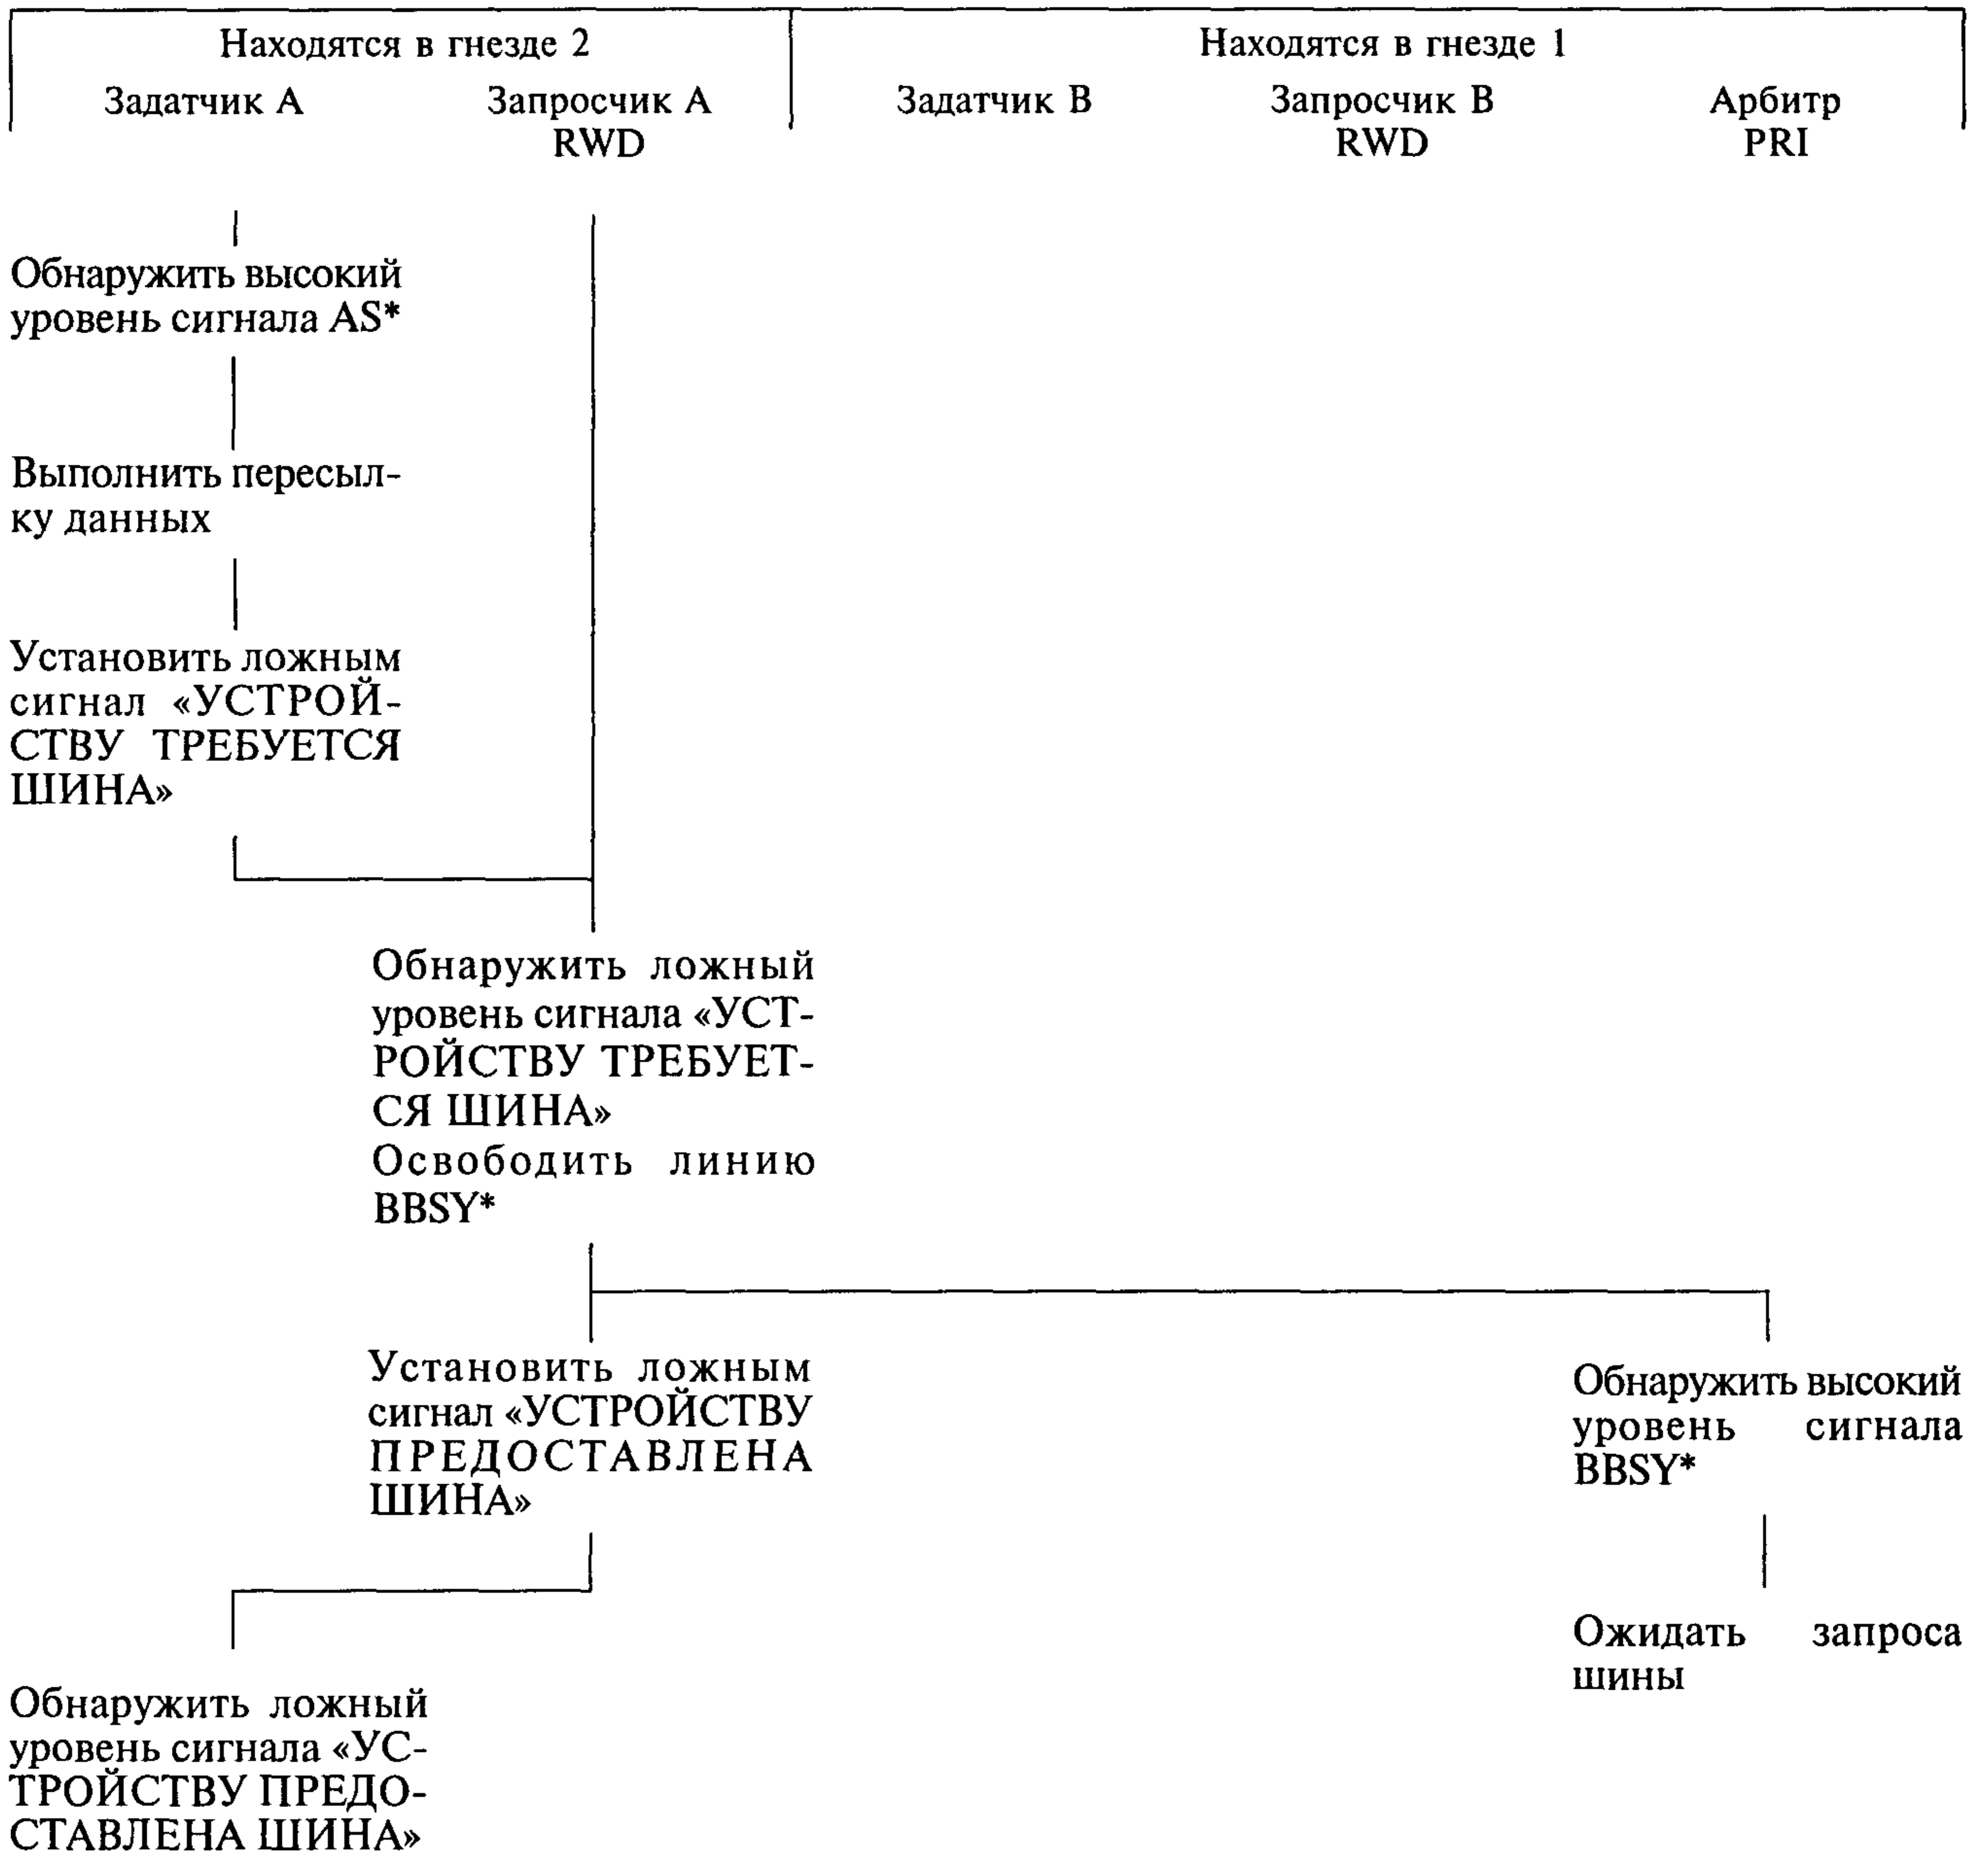 Находятся в гнезде 2
Находятся в гнезде 1
Задатчик А
Запросчик А
RWD
Задатчик В
Запросчик В
RWD
Арбитр
PRI
Обнаружить высокий
уровень сигнала AS*
Выполнить пересыл-
ку данных
Установить ложным
сигнал «УСТРОЙ-
СТВУ ТРЕБУЕТСЯ
ШИНА»
Обнаружить ложный
уровень сигнала «УСТ-
РОЙСТВУ ТРЕБУЕТ-
СЯ ШИНА»
Освободить линию
BBSY*
Установить ложным
сигнал «УСТРОЙСТВУ
ПРЕДОСТАВЛЕНА
ШИНА»
Обнаружить высокий
уровень сигнала
BBSY*
Ожидать запроса
шины
Обнаружить ложный
уровень сигнала «УС-
ТРОЙСТВУ ПРЕДО-
СТАВЛЕНА ШИНА»